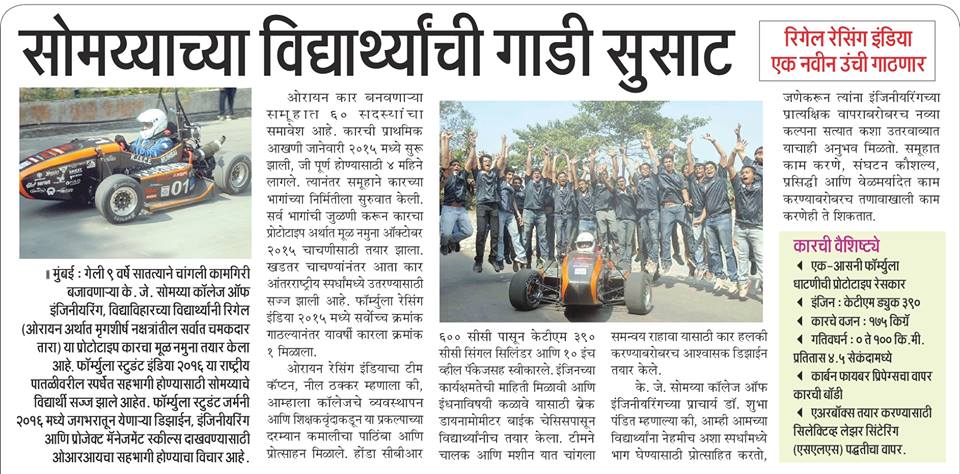 सोमय्याच्या विद्यार्थ्यांची गाडी सुसाट
रिगेल रेसिंग इंडिया
एक नवीन उंची गाठणार
01
॥ मुंबई : गेली ९ वर्षे सातत्याने चांगली कामगिरी
बजावणाऱ्या के. जे. सोमय्या कॉलेज ऑफ
इंजीनीयरिंग, विद्याविहारच्या विद्यार्थ्यांनी रिगेल
(ओरायन अर्थात मृगशीर्ष नक्षत्रांतील सर्वात चमकदार
तारा) या प्रोटोटाइप कारचा मूळ नमुना तयार केला
आहे. फॉर्म्युला स्टुडंट इंडिया २०१६ या राष्ट्रीय
पातळीवरील स्पर्धेत सहभागी होण्यासाठी सोमय्याचे
विद्यार्थी सज्ज झाले आहेत. फॉर्म्युला स्टुडंट जर्मनी
२०१६ मध्ये जगभरातून येणाऱ्या डिझाईन, इंजिनीयरिंग
आणि प्रोजेक्ट मॅनेजमेंट स्कील्स दाखवण्यासाठी
ओआरआयचा सहभागी होण्याचा विचार आहे.
ओरायन कार बनवणाऱ्या
समूहात ६० सदस्यांचा
समावेश आहे. कारची प्राथमिक
आखणी जानेवारी २०१५ मध्ये सुरू
झाली, जी पूर्ण होण्यासाठी ४ महिने
लागले. त्यानंतर समूहाने कारच्या
भागांच्या निर्मितीला सुरुवात केली.
सर्व भागांची जुळणी करून कारचा
प्रोटोटाइप अर्थात मूळ नमुना ऑक्टोबर
२०१५ चाचणीसाठी तयार झाला.
खडतर चाचण्यांनंतर आता कार
आंतरराष्ट्रीय स्पर्धांमध्ये उतरण्यासाठी
सज्ज झाली आहे. फॉर्म्युला रेसिंग
इंडिया २०१५ मध्ये सर्वोच्च क्रमांक
गाठल्यानंतर यावर्षी कारला क्रमांक
१ मिळाला.
ओरायन रेसिंग इंडियाचा टीम
कॅप्टन, नील ठक्कर म्हणाला की,
आम्हाला कॉलेजचे व्यवस्थापन
आणि शिक्षकवृंदाकडून या प्रकल्पाच्या
दरम्यान कमालीचा पाठिंबा आणि
प्रोत्साहन मिळाले. होंडा सीबीआर
६०० सीसी पासून केटीएम ३९०
सीसी सिंगल सिलिंडर आणि १० इंच
व्हील पॅकेजसह स्वीकारले. इंजिनच्या
कार्यक्षमतेची माहिती मिळावी आणि
इंधनाविषयी कळावे यासाठी ब्रेक
डायनामोमीटर बाईक चेसिसपासून
विद्यार्थ्यांनीच तयार केला. टीमने
चालक आणि मशीन यात चांगला
समन्वय राहावा यासाठी कार हलकी
करण्याबरोबरच आश्वासक डिझाईन
तयार केले.
के. जे. सोमय्या कॉलेज ऑफ
इंजीनीयरिंगच्या प्राचार्य डॉ. शुभा
पंडित म्हणाल्या की, आम्ही आमच्या
विद्यार्थ्यांना नेहमीच अशा स्पर्धांमध्ये
भाग घेण्यासाठी प्रोत्साहित करतो,
जणेकरून त्यांना इंजिनीयरिंगच्या
प्रात्यक्षिक वापराबरोबरच नव्या
कल्पना सत्यात कशा उतरवाव्यात
याचाही अनुभव मिळतो. समूहात
काम करणे, संघटन कौशल्य,
प्रसिद्धी आणि वेळमर्यादेत काम
करण्याबरोबरच तणावाखाली काम
करणेही ते शिकतात.
कारची वैशिष्ट्ये
◄ एक-आसनी फॉर्म्युला
धाटणीची प्रोटोटाइप रेसकार
◄ इंजिन : केटीएम ड्युक ३९०
◄ कारचे वजन : १७५ किग्रॅ
◄ गतिवर्धन : ० ते १०० कि.मी.
प्रतितास ४.५ सेकंदामध्ये
◄ कार्बन फायबर प्रिपेग्सचा वापर
कारची बॉडी
◄ एअरबॉक्स तयार करण्यासाठी
सिलेक्टिव्ह लेझर सिंटेरिंग
(एसएलएस) पद्धतीचा वापर.